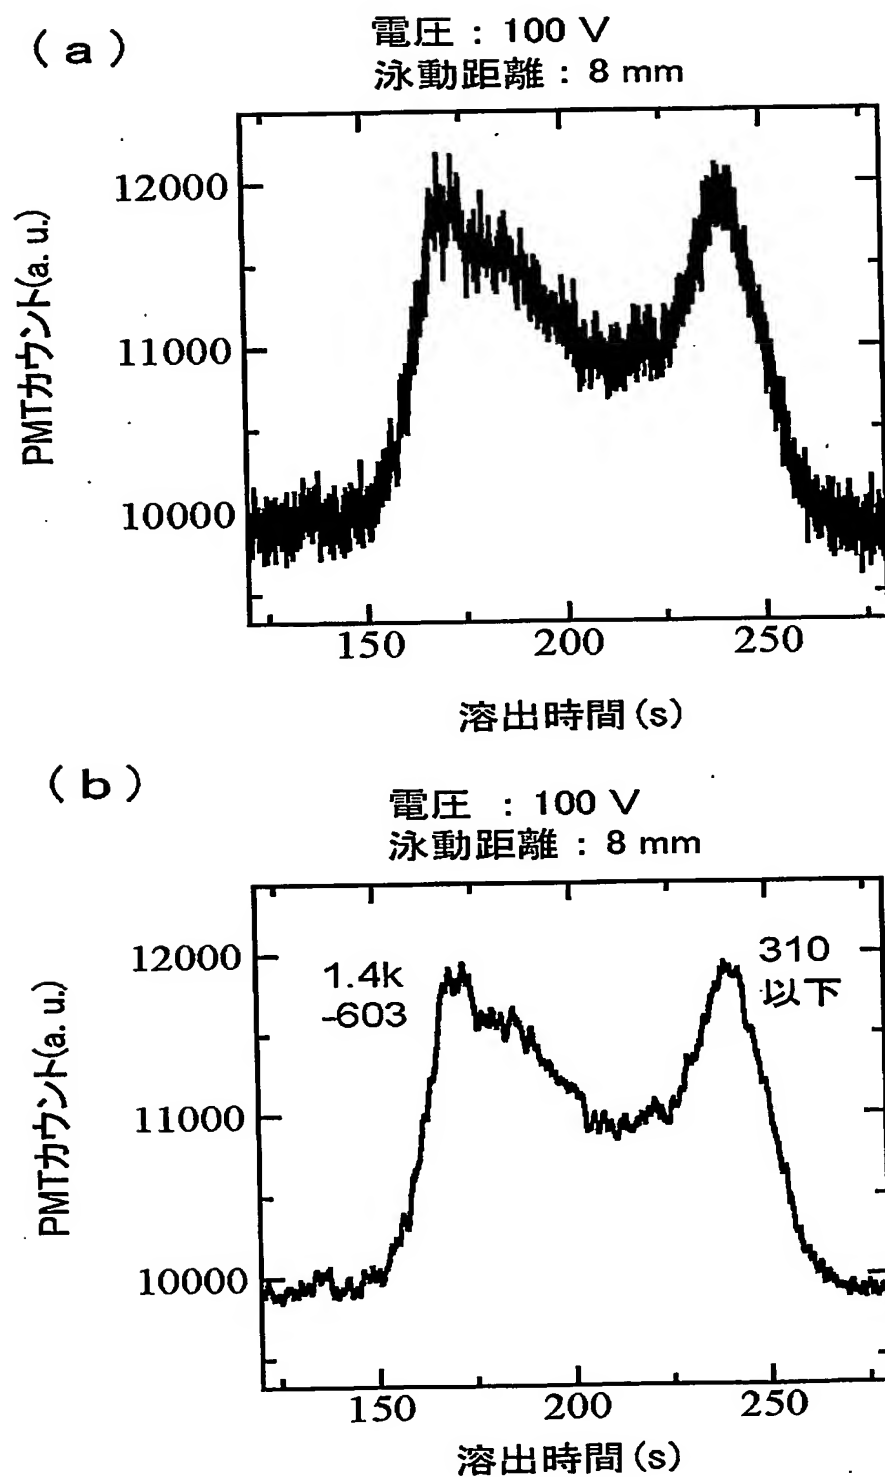 (a)
電圧 : 100 V
泳動距離 : 8 mm
PMTカウント(a. u.)
12000
11000
10000
150 200 250
溶出時間 (s)
(b)
電圧 : 100 V
泳動距離 : 8 mm
PMTカウント(a. u.)
12000
11000
10000
1.4k
-603
310
以下
150 200 250
溶出時間 (s)